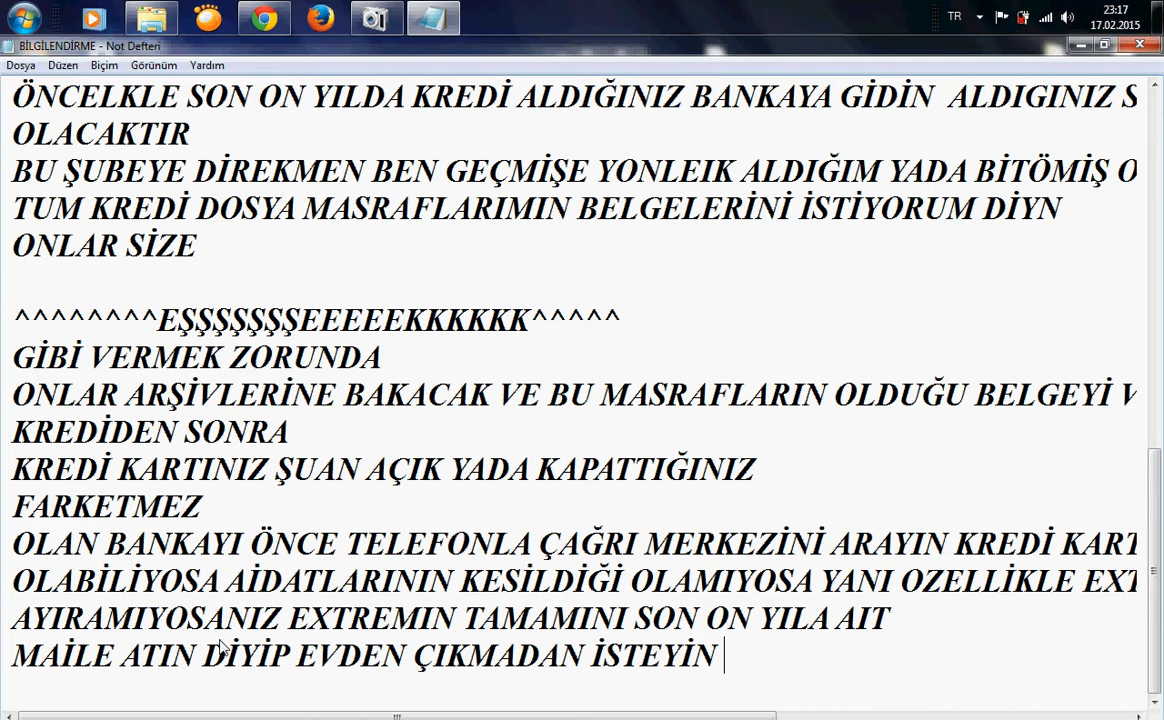 TR
23:17
17.02.2015
BİLGİLENDİRME - Not Defteri
Dosya Düzen Biçim Görünüm Yardım
ÖNCELKLE SON ON YILDA KREDİ ALDIĞINIZ BANKAYA GİDİN ALDIGINIZ S
OLACAKTIR
BU ŞUBEYE DİREKMEN BEN GEÇMİŞE YONLEIK ALDIĞIM YADA BİTÖMİŞ O
TUM KREDİ DOSYA MASRAFLARIMIN BELGELERİNİ İSTİYORUM DİYN
ONLAR SİZE
^^^^^^^^EŞŞŞŞŞŞŞEEEEEKKKKKK^^^^^
GİBİ VERMEK ZORUNDA
ONLAR ARŞİVLERİNE BAKACAK VE BU MASRAFLARIN OLDUĞU BELGEYİ V
KREDİDEN SONRA
KREDİ KARTINIZ ŞUAN AÇIK YADA KAPATTIĞINIZ
FARKETMEZ
OLAN BANKAYI ÖNCE TELEFONLA ÇAĞRI MERKEZİNİ ARAYIN KREDİ KART
OLABİLİYOSA AİDATLARININ KESİLDİĞİ OLAMIYOSA YANI OZELLİKLE EXT
AYIRAMIYOSANIZ EXTREMIN TAMAMINI SON ON YILA AIT
MAİLE ATIN DİYİP EVDEN ÇIKMADAN İSTEYİN